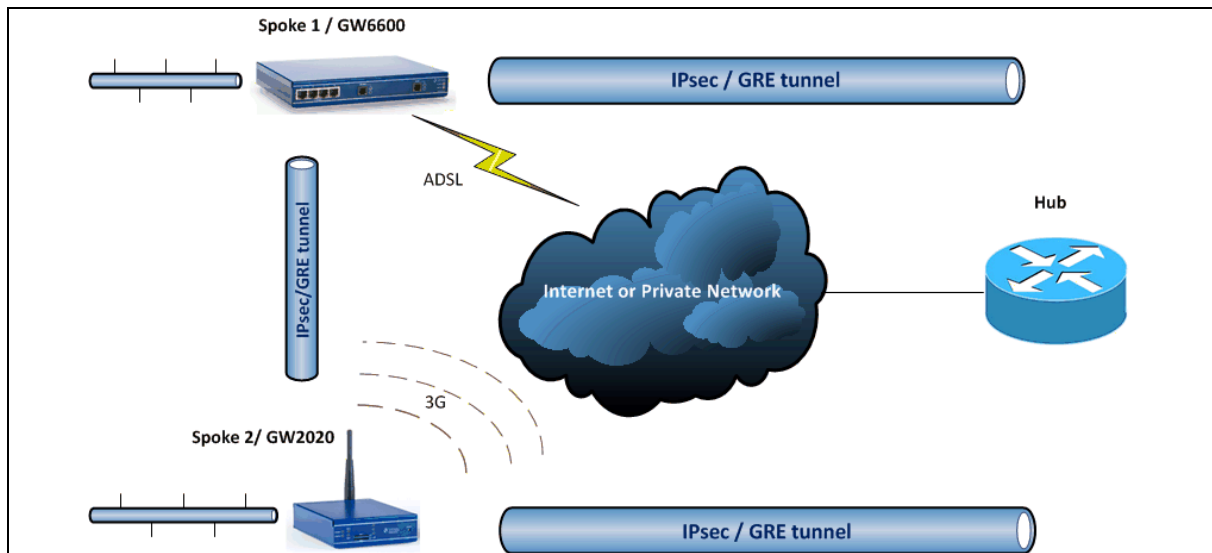 Spoke 1 / GW6600
IPsec / GRE tunnel
ADSL
IPsec/GRE tunnel
Hub
Internet or Private Network
3G
Spoke 2/ GW2020
IPsec / GRE tunnel